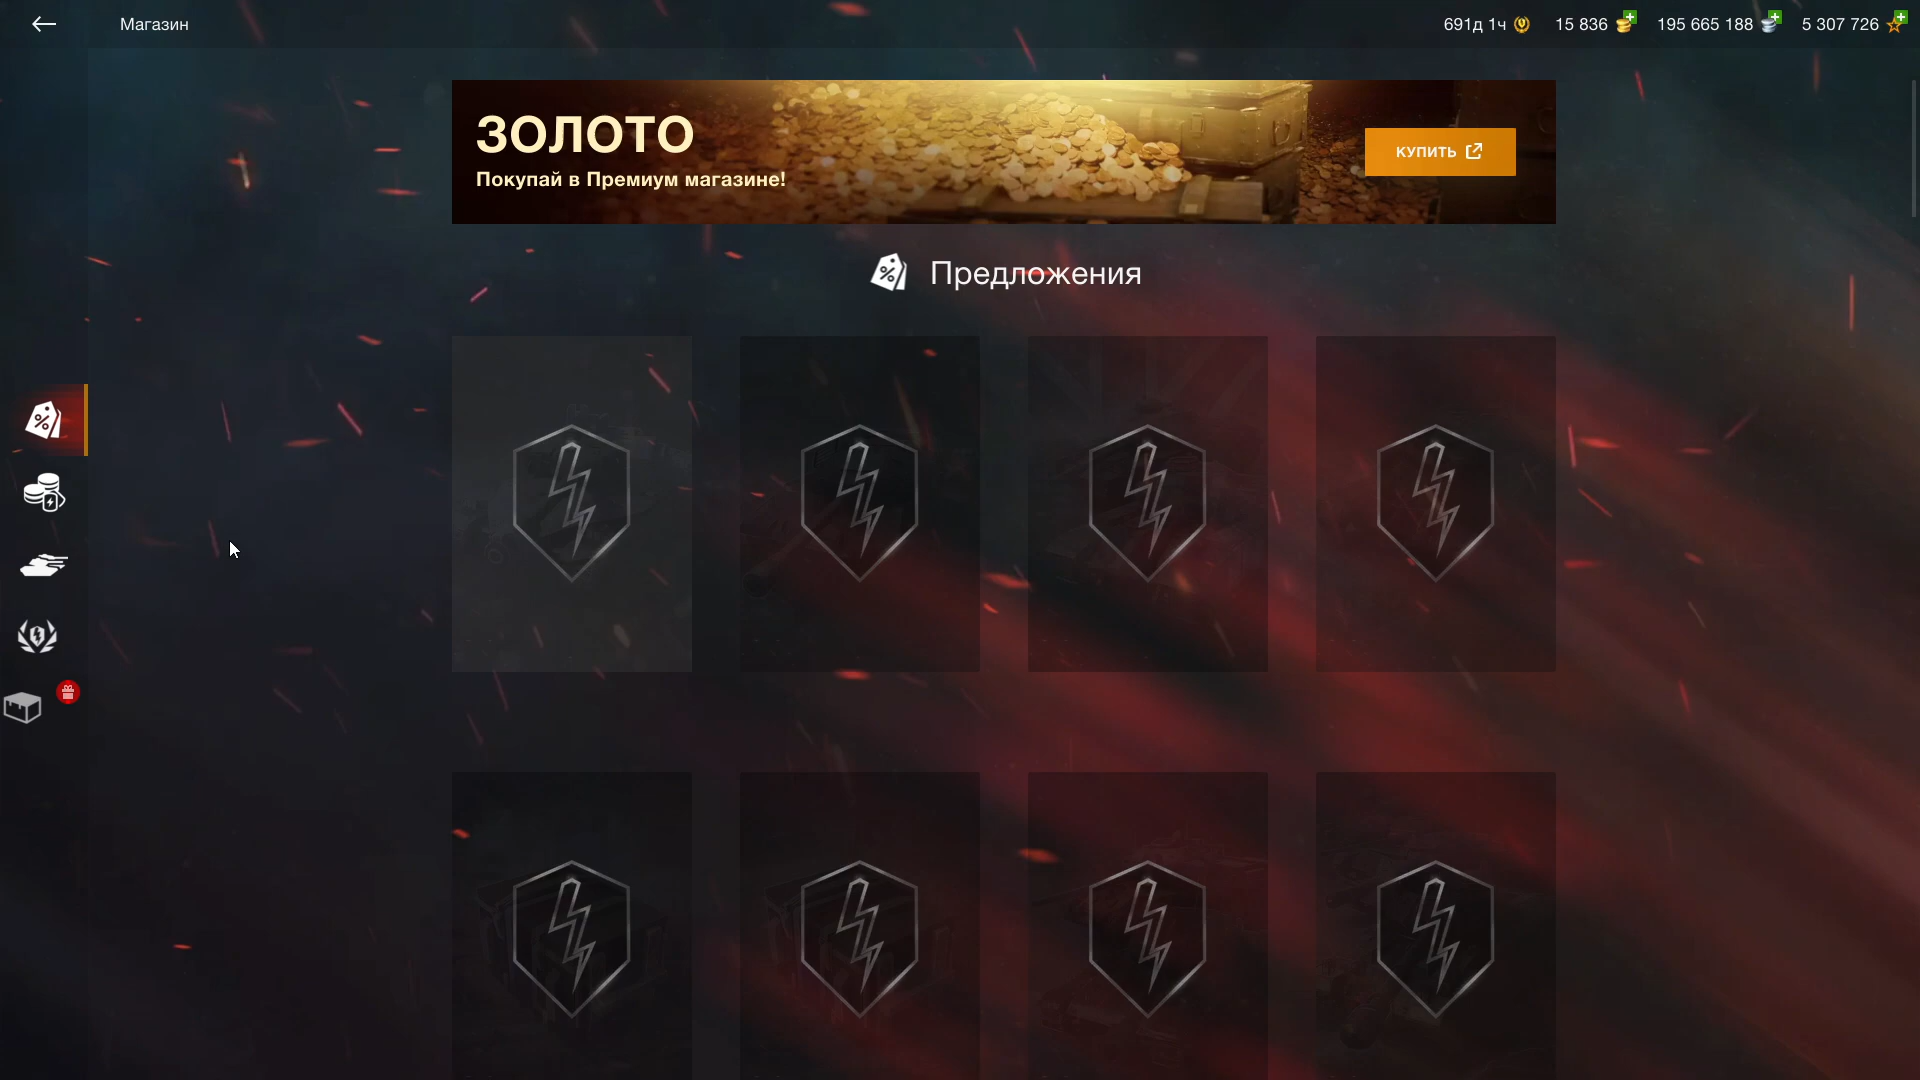 Магазин
691д 1ч
15 836
195 665 188
5 307 726
ЗОЛОТО
Покупай в Премиум магазине!
КУПИТЬ
Предложения